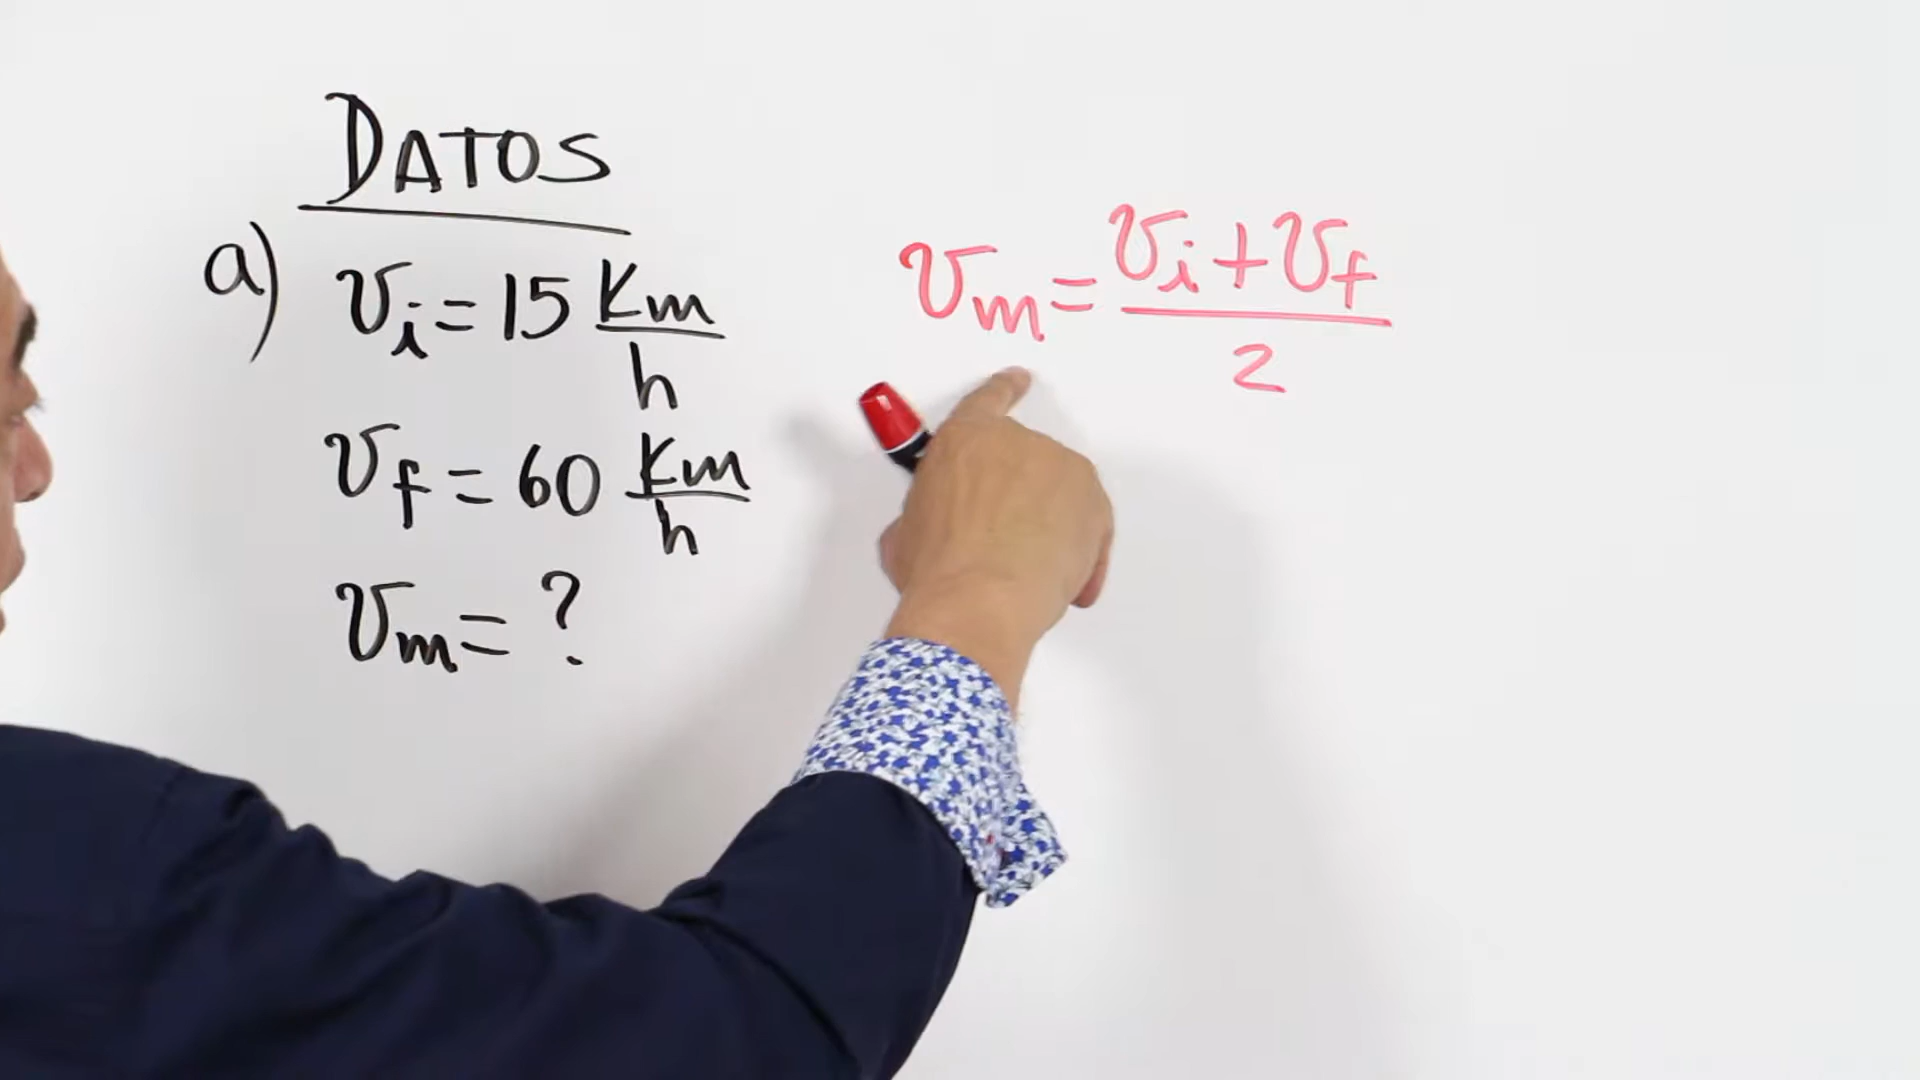 DATOS
a) vi = 15 Km/h
vf = 60 Km/h
vm = ?
vm = vi + vf / 2